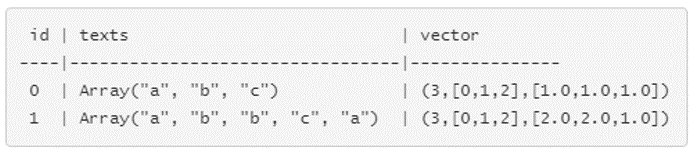 id | texts | vector
----|---------------------------------|---------------
0 | Array("a", "b", "c") | (3,[0,1,2],[1.0,1.0,1.0])
1 | Array("a", "b", "b", "c", "a") | (3,[0,1,2],[2.0,2.0,1.0])